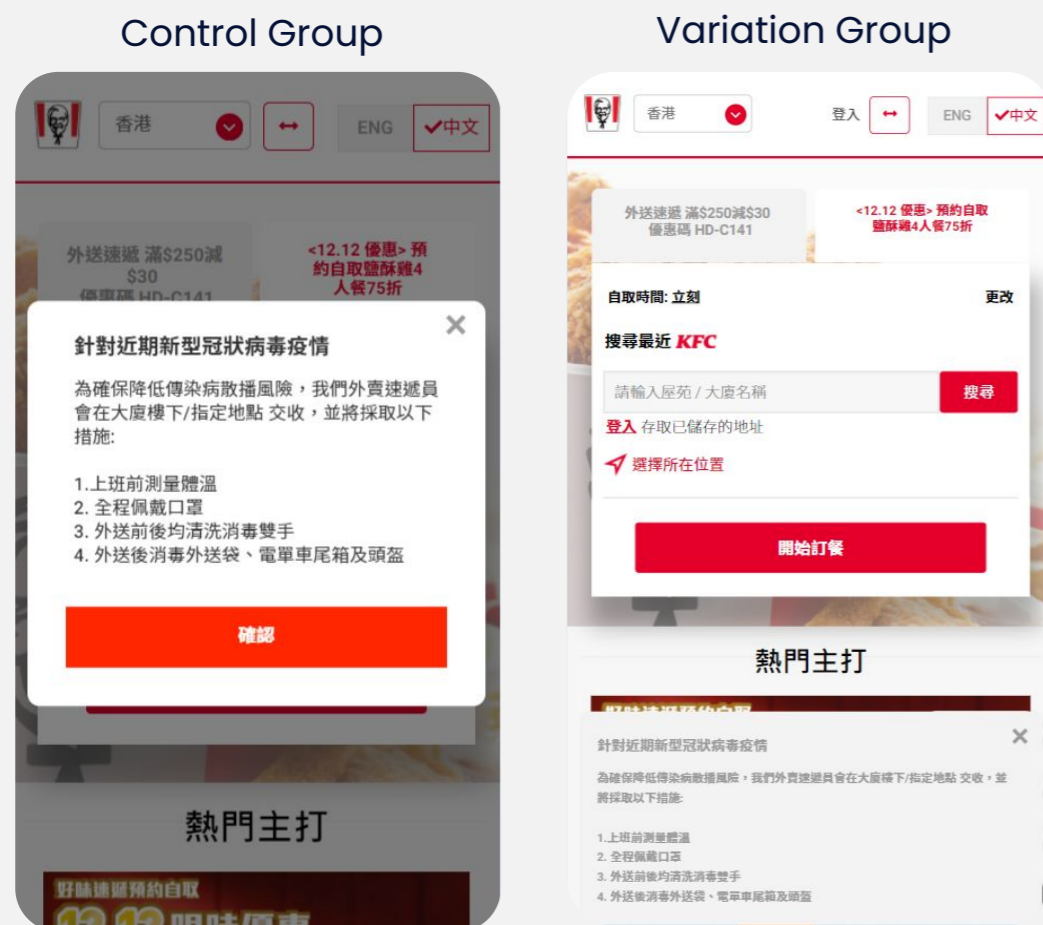 Control Group
香港
ENG
中文
外送速遞 滿$250減
$30
優惠碼 HD-C141
<12.12 優惠> 預
約自取鹽酥雞4
人餐75折
針對近期新型冠狀病毒疫情
為確保降低傳染病散播風險，我們外賣速遞員
會在大廈樓下/指定地點 交收，並將採取以下
措施:
1.上班前測量體溫
2. 全程佩戴口罩
3. 外送前後均清洗消毒雙手
4. 外送後消毒外送袋、電單車尾箱及頭盔
確認
熱門主打
好味速遞預約自取
12.12 限時優惠
Variation Group
香港
登入
ENG
中文
外送速遞 滿$250減$30
優惠碼 HD-C141
<12.12 優惠> 預約自取
鹽酥雞4人餐75折
自取時間: 立刻
更改
搜尋最近 KFC
請輸入屋苑 / 大廈名稱
搜尋
登入 存取已儲存的地址
選擇所在位置
開始訂餐
熱門主打
好味速遞預約自取
針對近期新型冠狀病毒疫情
為確保降低傳染病散播風險，我們外賣速遞員會在大廈樓下/指定地點 交收，並
將採取以下措施:
1.上班前測量體溫
2. 全程佩戴口罩
3. 外送前後均清洗消毒雙手
4. 外送後消毒外送袋、電單車尾箱及頭盔